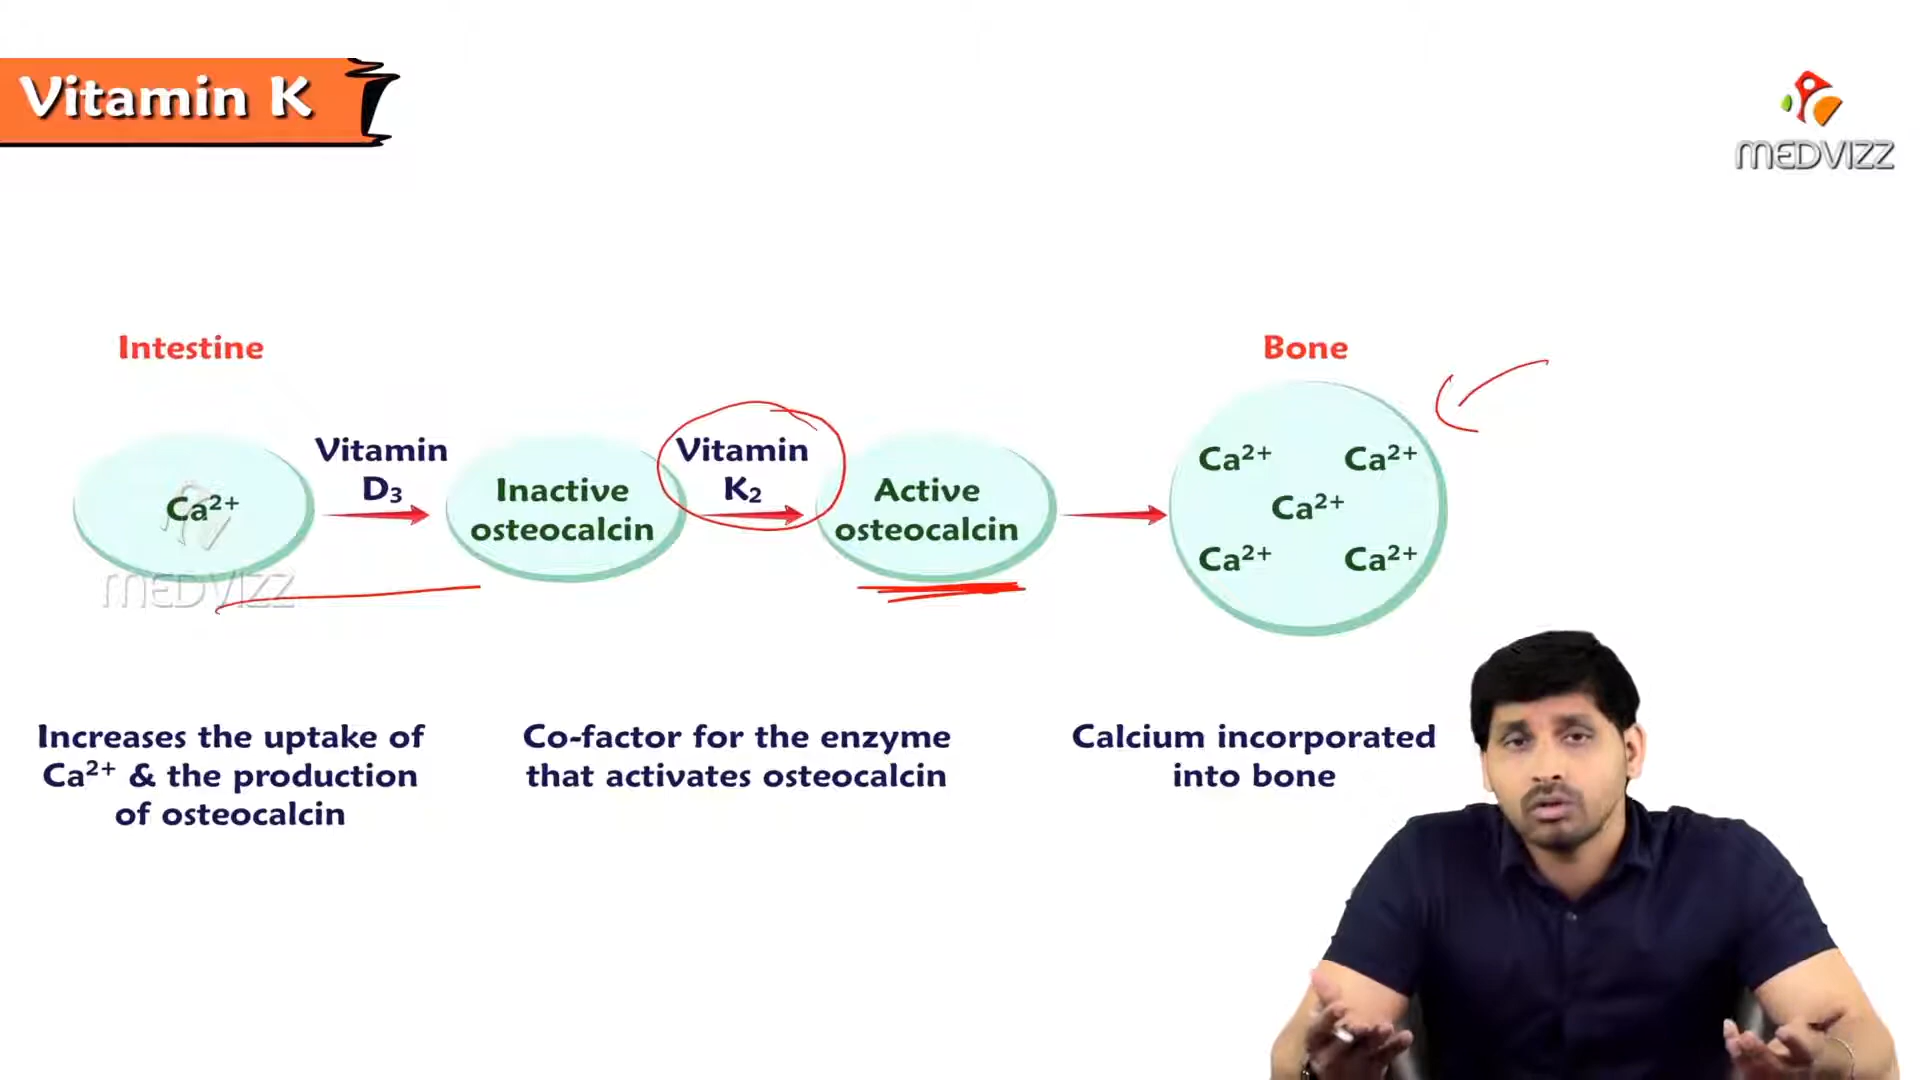 Vitamin K
MEDVIZZ
Intestine
Bone
Ca²⁺
Vitamin
D₃
Inactive
osteocalcin
Vitamin
K₂
Active
osteocalcin
Ca²⁺ Ca²⁺
Ca²⁺
Ca²⁺ Ca²⁺
MEDVIZZ
Increases the uptake of
Ca²⁺ & the production
of osteocalcin
Co-factor for the enzyme
that activates osteocalcin
Calcium incorporated
into bone